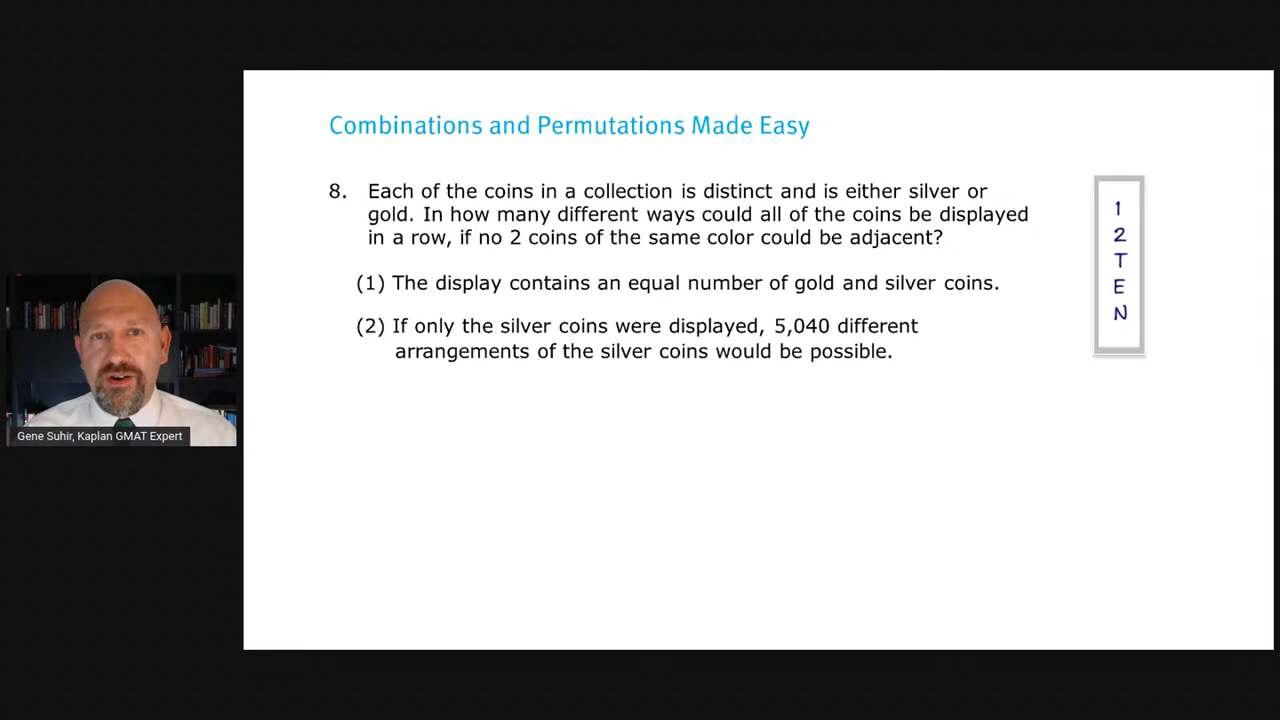 Combinations and Permutations Made Easy
8. Each of the coins in a collection is distinct and is either silver or
gold. In how many different ways could all of the coins be displayed
in a row, if no 2 coins of the same color could be adjacent?
(1) The display contains an equal number of gold and silver coins.
(2) If only the silver coins were displayed, 5,040 different
arrangements of the silver coins would be possible.
1
2
T
E
N
Gene Suhir, Kaplan GMAT Expert